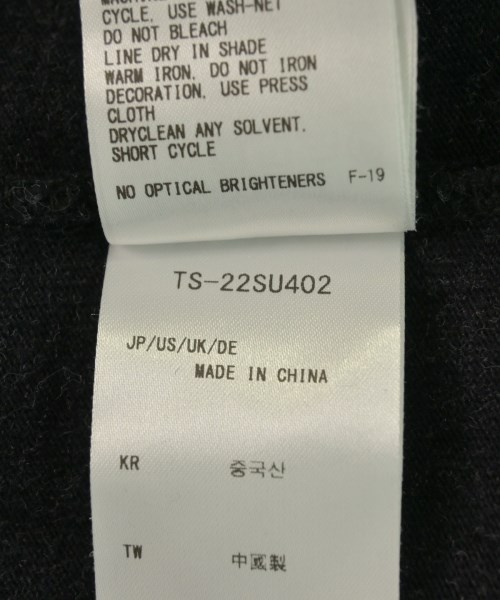 CYCLE. USE WASH-NET
DO NOT BLEACH
LINE DRY IN SHADE
WARM IRON. DO NOT IRON
DECORATION. USE PRESS
CLOTH
DRYCLEAN ANY SOLVENT.
SHORT CYCLE
NO OPTICAL BRIGHTENERS F-19
TS-22SU402
JP/US/UK/DE
MADE IN CHINA
KR 중국산
TW 中國製